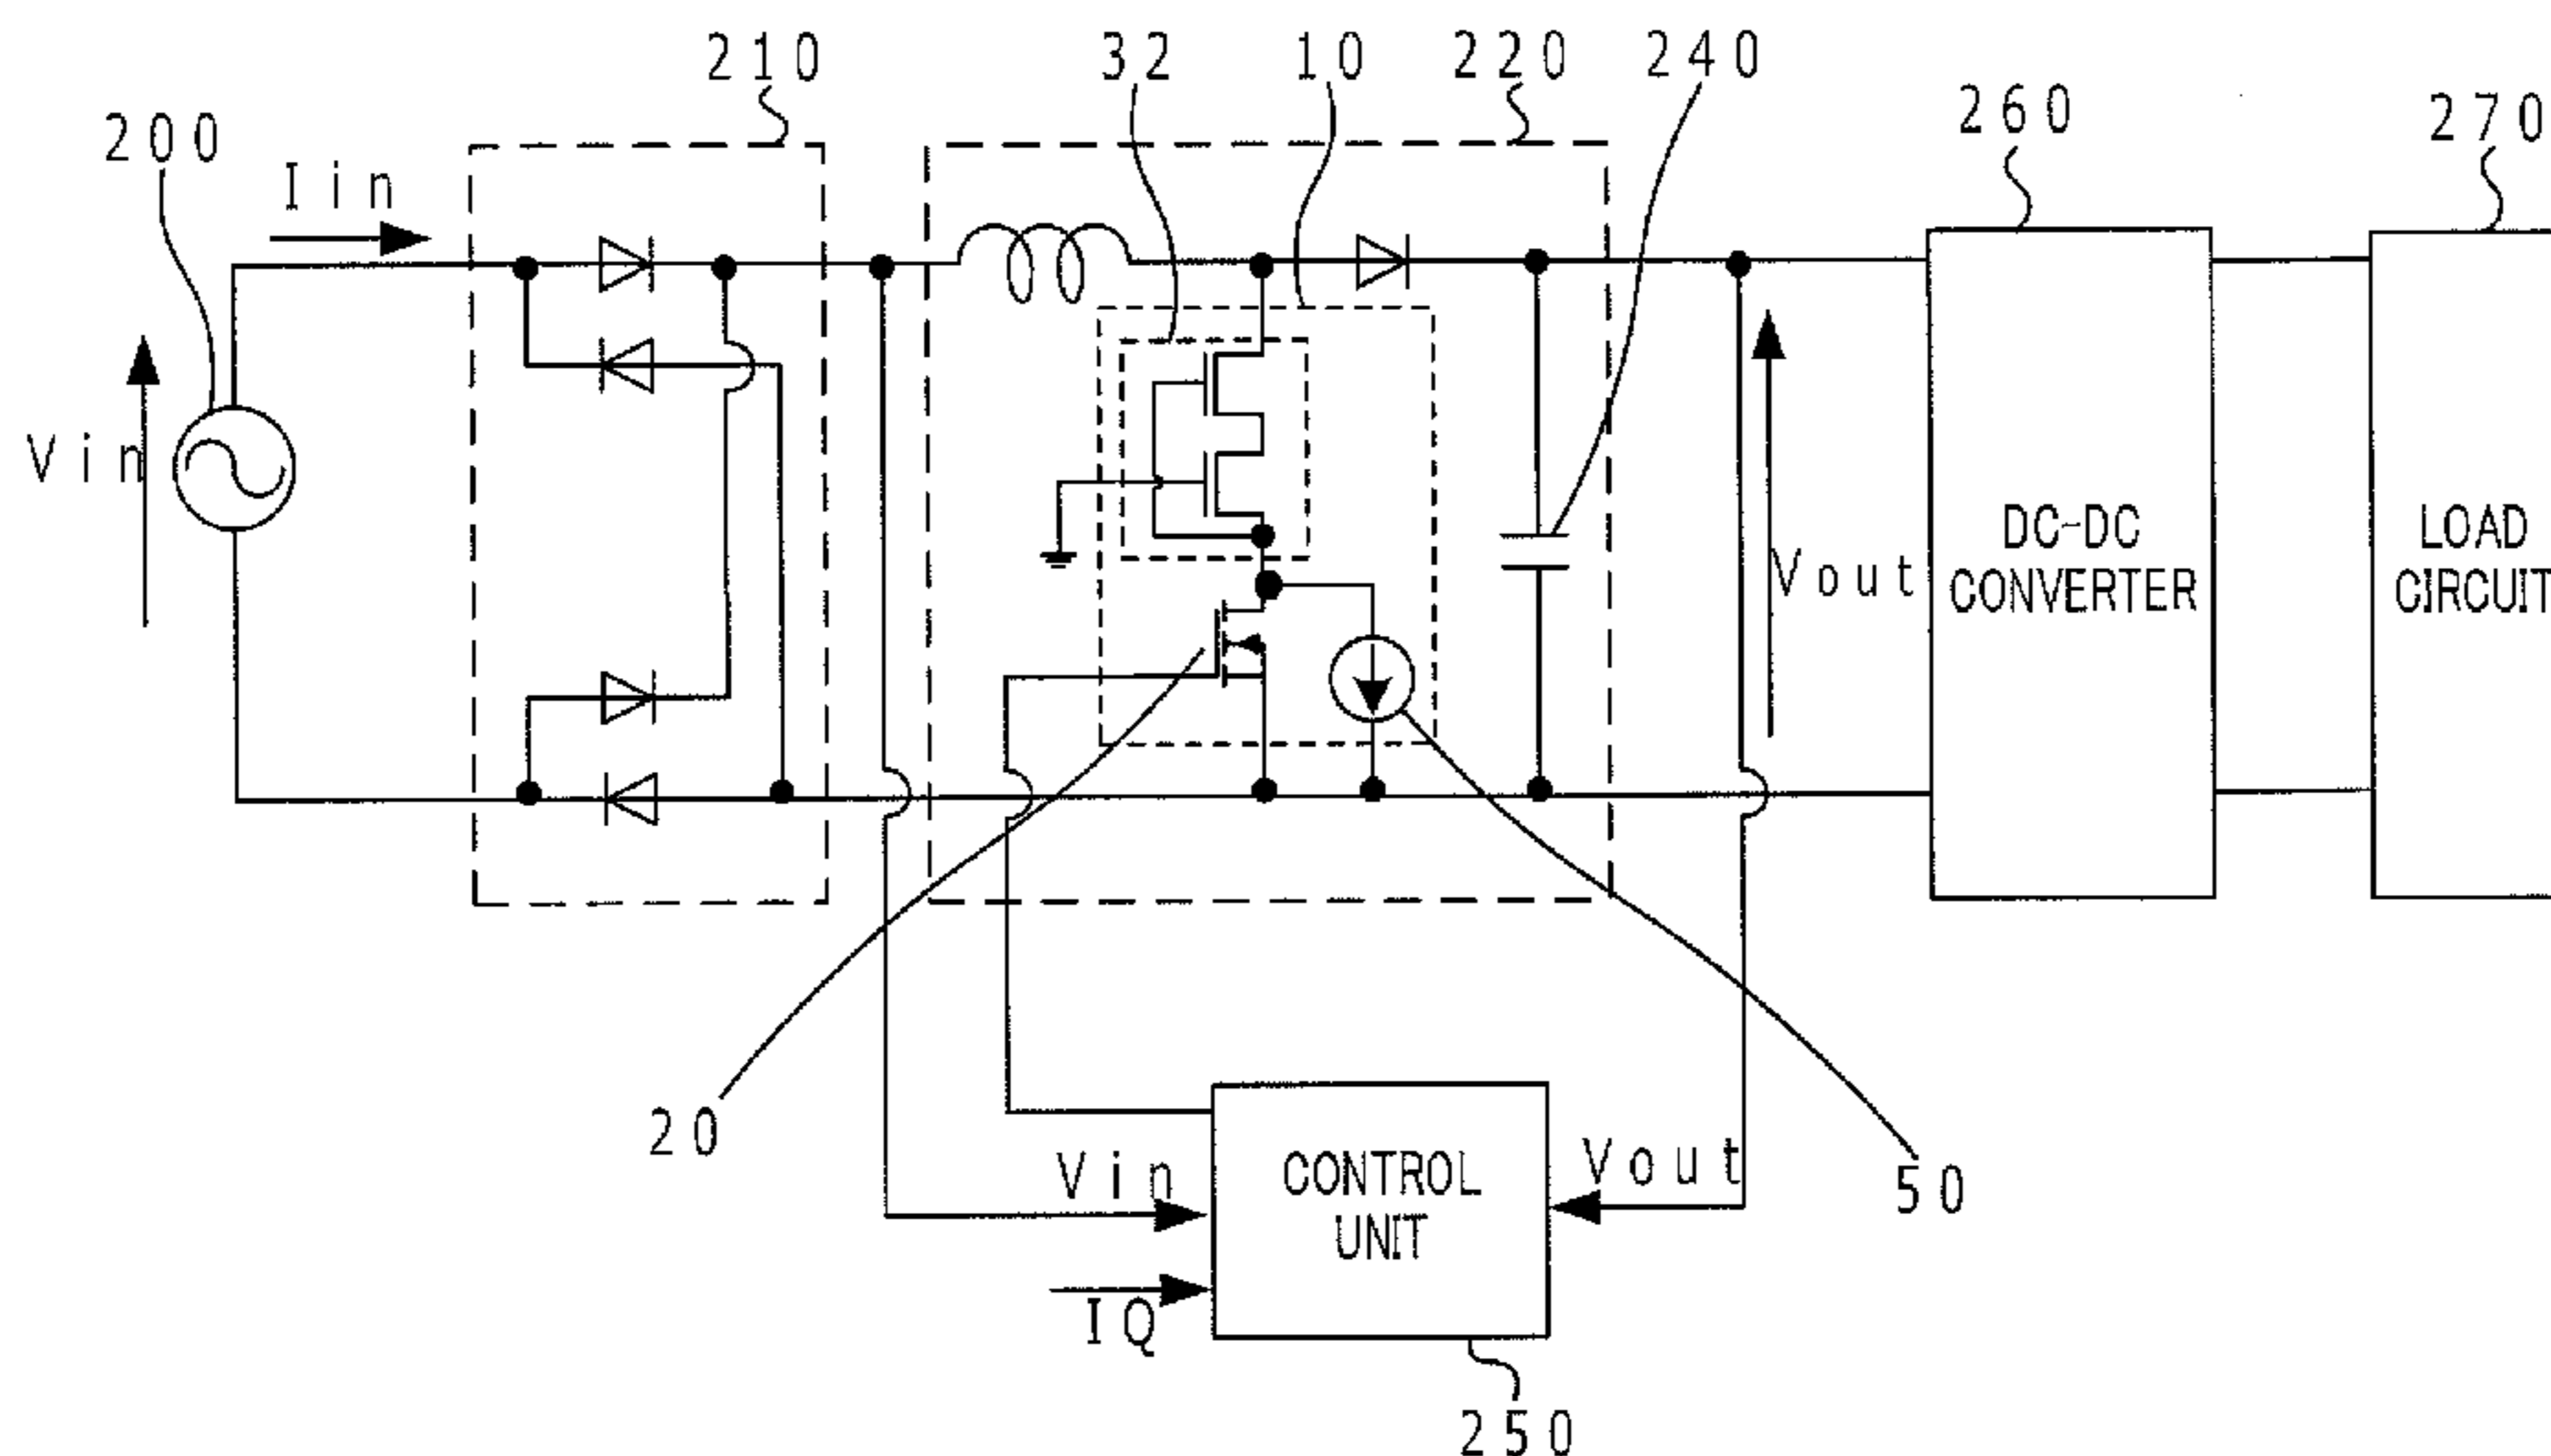 210
32
10
220
240
260
270
200
Iin
Vin
Vout
DC-DC
CONVERTER
LOAD
CIRCUIT
20
Vin
CONTROL
UNIT
Vout
50
IQ
250